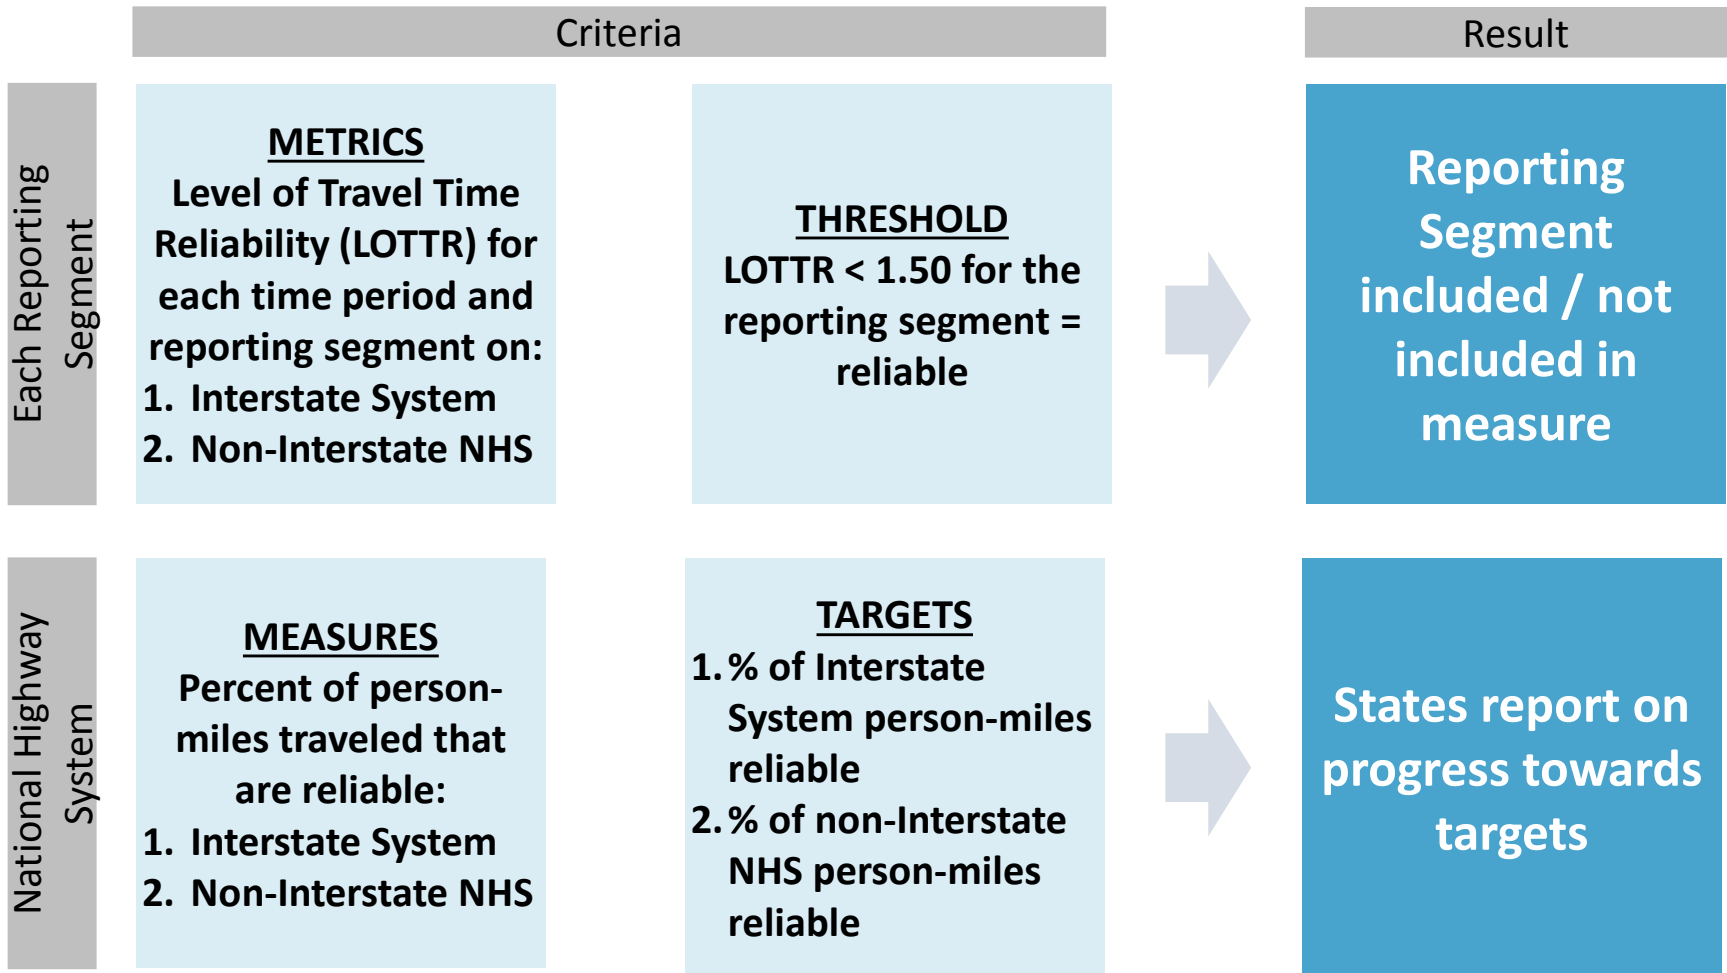 Criteria
Result
Each Reporting
Segment
METRICS
Level of Travel Time
Reliability (LOTTR) for
each time period and
reporting segment on:
1. Interstate System
2. Non-Interstate NHS
THRESHOLD
LOTTR < 1.50 for the
reporting segment =
reliable
Reporting
Segment
included / not
included in
measure
National Highway
System
MEASURES
Percent of person-
miles traveled that
are reliable:
1. Interstate System
2. Non-Interstate NHS
TARGETS
1. % of Interstate
System person-miles
reliable
2. % of non-Interstate
NHS person-miles
reliable
States report on
progress towards
targets